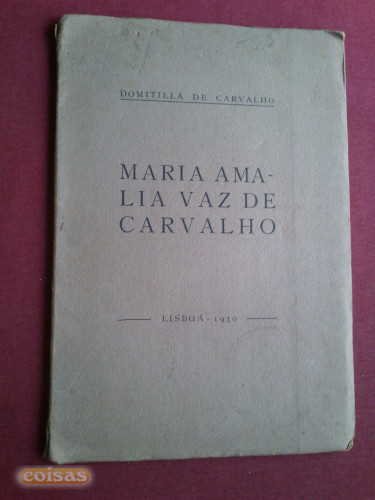 DOMITILLA DE CARVALHO
MARIA AMA-
LIA VAZ DE
CARVALHO
LISBOA - 1930
coisas